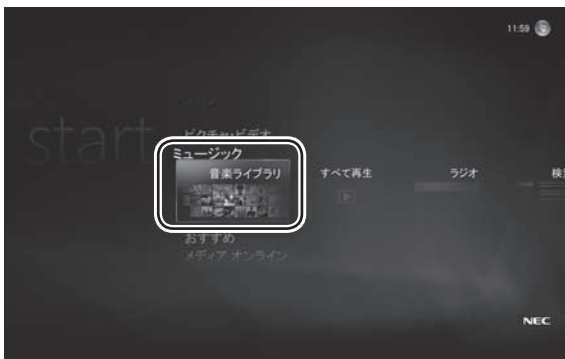 11:59
start
ピクチャ・ビデオ
ミュージック
音楽ライブラリ
すべて再生
ラジオ
おすすめ
メディア オンライン
NEC